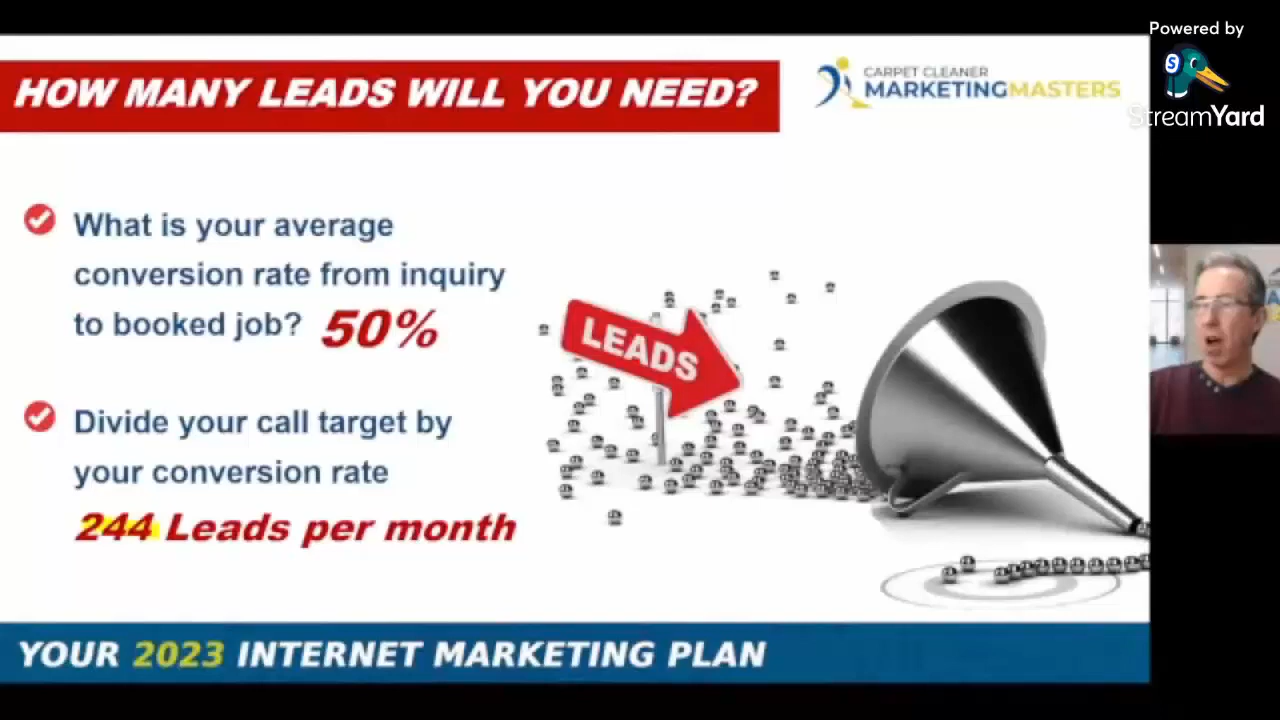 Powered by
StreamYard
HOW MANY LEADS WILL YOU NEED?
CARPET CLEANER
MARKETINGMASTERS
What is your average
conversion rate from inquiry
to booked job? 50%
LEADS
Divide your call target by
your conversion rate
244 Leads per month
YOUR 2023 INTERNET MARKETING PLAN